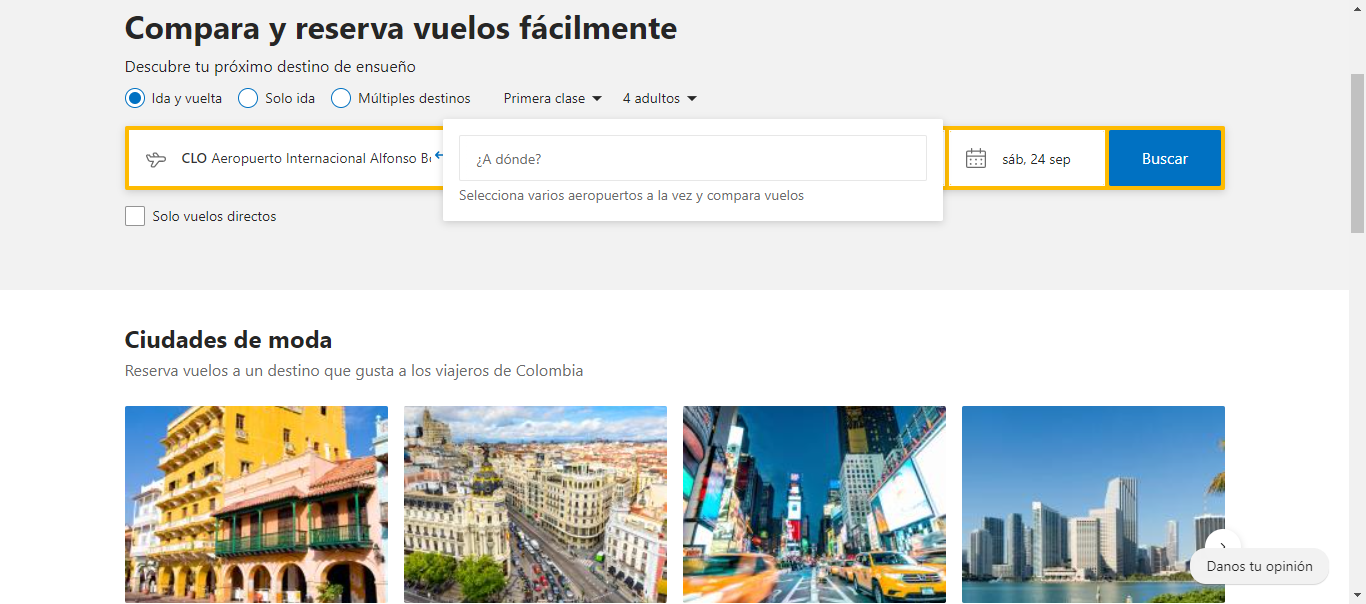 Compara y reserva vuelos fácilmente
Descubre tu próximo destino de ensueño
Ida y vuelta Solo ida Múltiples destinos Primera clase 4 adultos
CLO Aeropuerto Internacional Alfonso
¿A dónde?
sáb, 24 sep
Buscar
Selecciona varios aeropuertos a la vez y compara vuelos
Solo vuelos directos
Ciudades de moda
Reserva vuelos a un destino que gusta a los viajeros de Colombia
Danos tu opinión